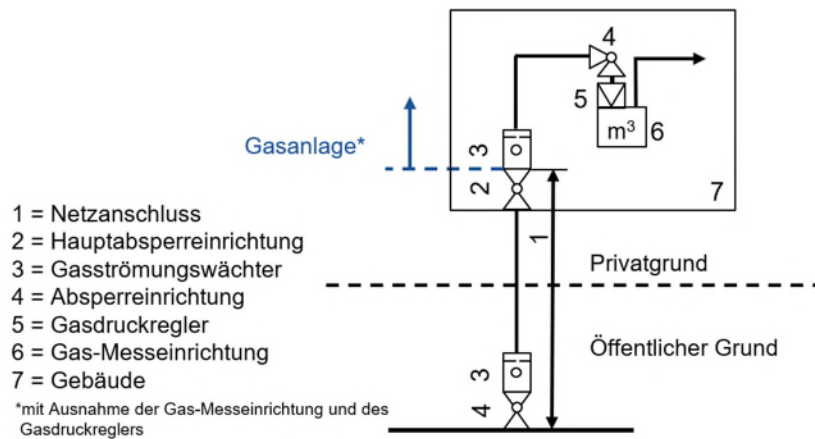 4
5
m³
6
Gasanlage*
3
2
7
1
1 = Netzanschluss
2 = Hauptabsperreinrichtung
3 = Gasströmungswächter
4 = Absperreinrichtung
5 = Gasdruckregler
6 = Gas-Messeinrichtung
7 = Gebäude
*mit Ausnahme der Gas-Messeinrichtung und des
Gasdruckreglers
Privatgrund
Öffentlicher Grund
3
4